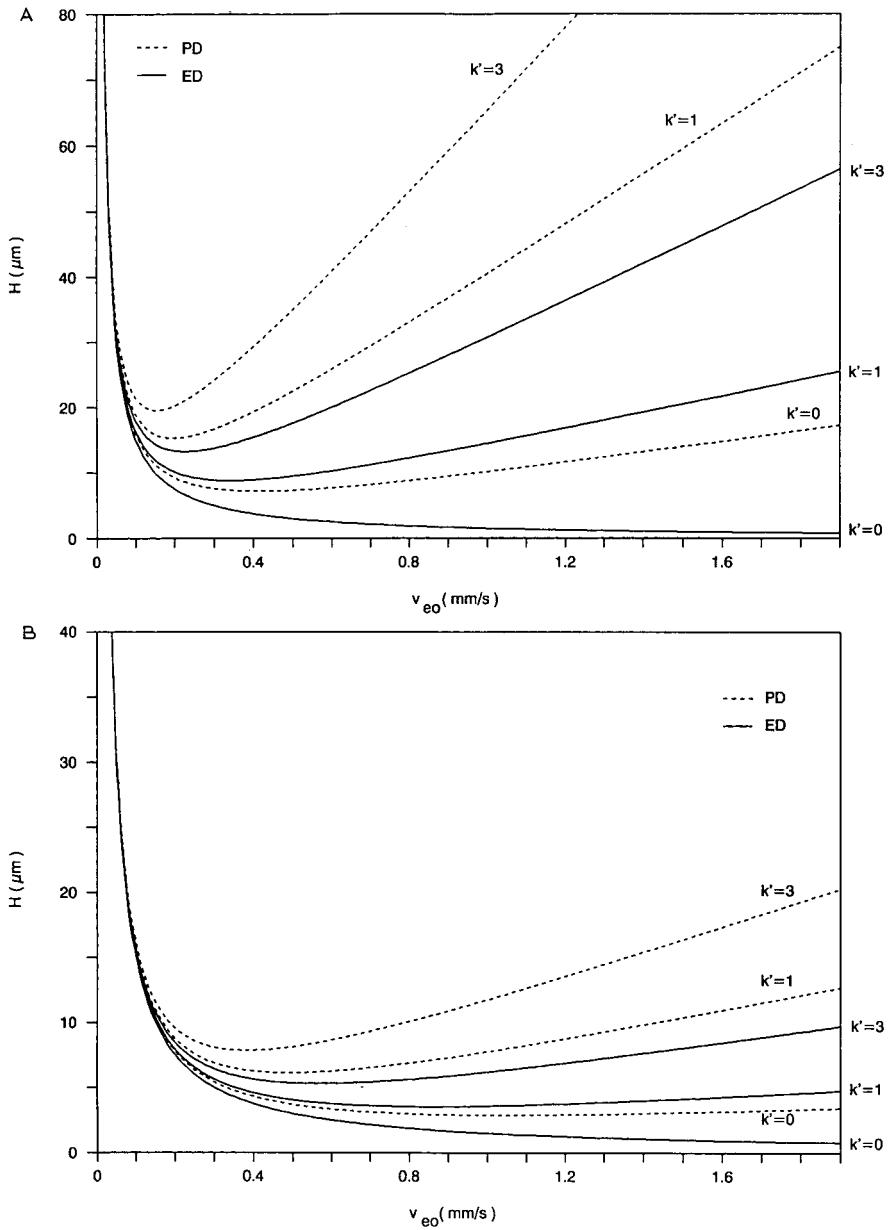 A
80
60
40
20
0
H (μm)
PD
ED
k'=3
k'=1
k'=3
k'=1
k'=0
k'=0
0
0.4
0.8
1.2
1.6
v eo (mm/s)
B
40
30
20
10
0
H (μm)
PD
ED
k'=3
k'=1
k'=3
k'=1
k'=0
k'=0
0
0.4
0.8
1.2
1.6
v eo (mm/s)